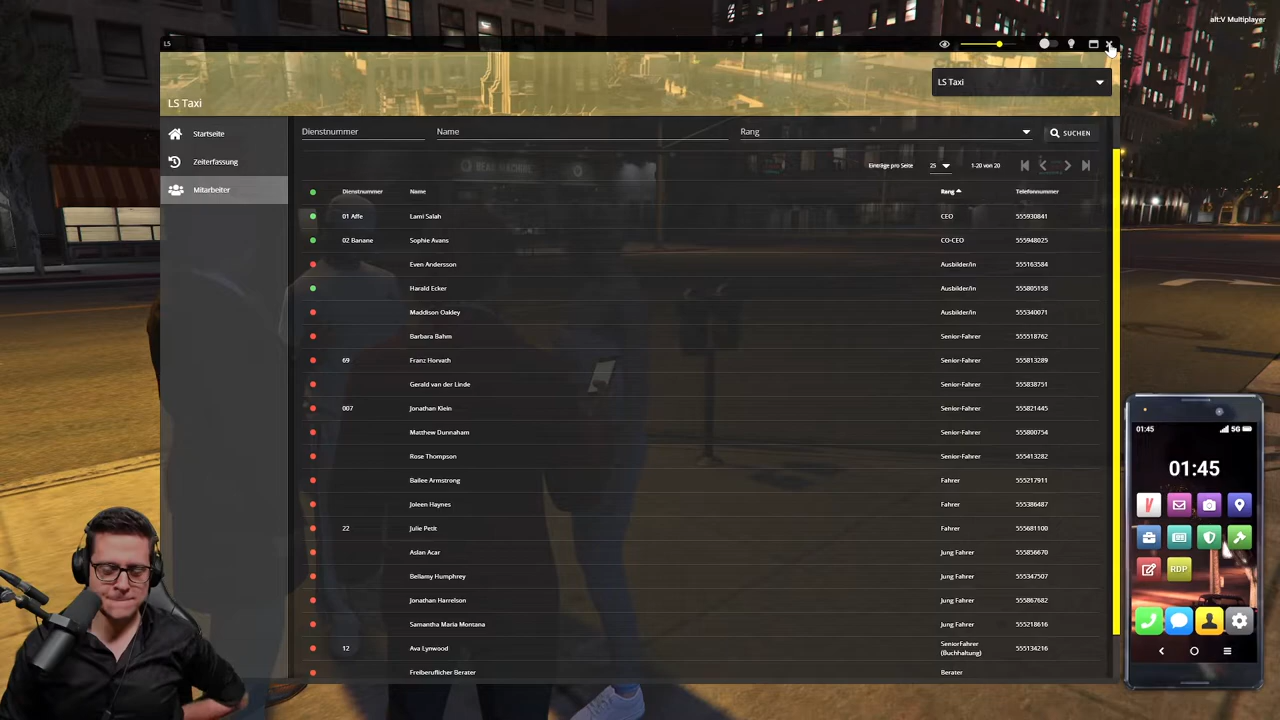 alt:V Multiplayer
LS
LS Taxi
LS Taxi
Startseite
Zeiterfassung
Mitarbeiter
Dienstnummer Name Rang SUCHEN
Einträge pro Seite 25 1-20 von 20
Dienstnummer Name Rang Telefonnummer
01 Affe Lami Salah CEO 555930841
02 Banane Sophie Avans CO-CEO 555948025
Even Andersson Ausbilder/in 555163584
Harald Ecker Ausbilder/in 555805158
Maddison Oakley Ausbilder/in 555340071
Barbara Bahm Senior-Fahrer 555518762
69 Franz Horvath Senior-Fahrer 555813289
Gerald van der Linde Senior-Fahrer 555838751
007 Jonathan Klein Senior-Fahrer 555821445
Matthew Dunnaham Senior-Fahrer 555800754
Rose Thompson Senior-Fahrer 555413282
Bailee Armstrong Fahrer 555217911
Joleen Haynes Fahrer 555386487
22 Julie Petit Fahrer 555681100
Aslan Acar Jung Fahrer 555856670
Bellamy Humphrey Jung Fahrer 555347507
Jonathan Harrelson Jung Fahrer 555867682
Samantha Maria Montana Jung Fahrer 555218616
12 Ava Lynwood SeniorFahrer (Buchhaltung) 555134216
Freiberuflicher Berater Berater
01:45 5G
01:45
RDP